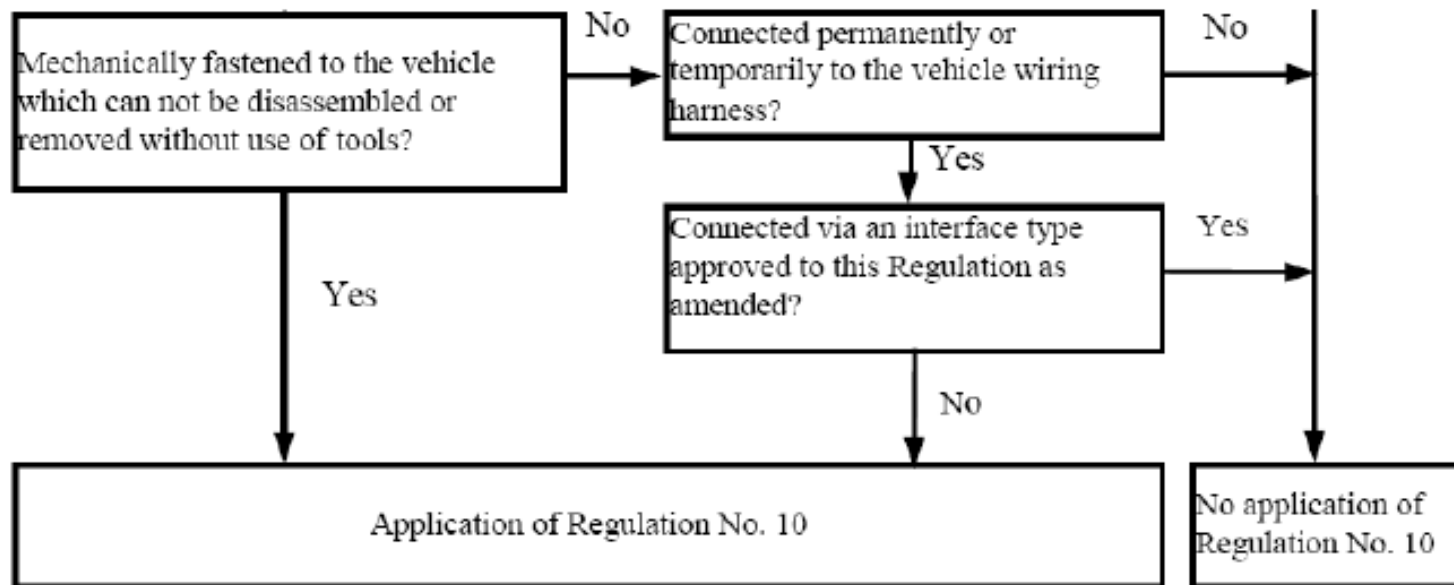 Mechanically fastened to the vehicle
which can not be disassembled or
removed without use of tools?
No
Connected permanently or
temporarily to the vehicle wiring
harness?
No
Yes
Connected via an interface type
approved to this Regulation as
amended?
Yes
Yes
No
Application of Regulation No. 10
No application of
Regulation No. 10